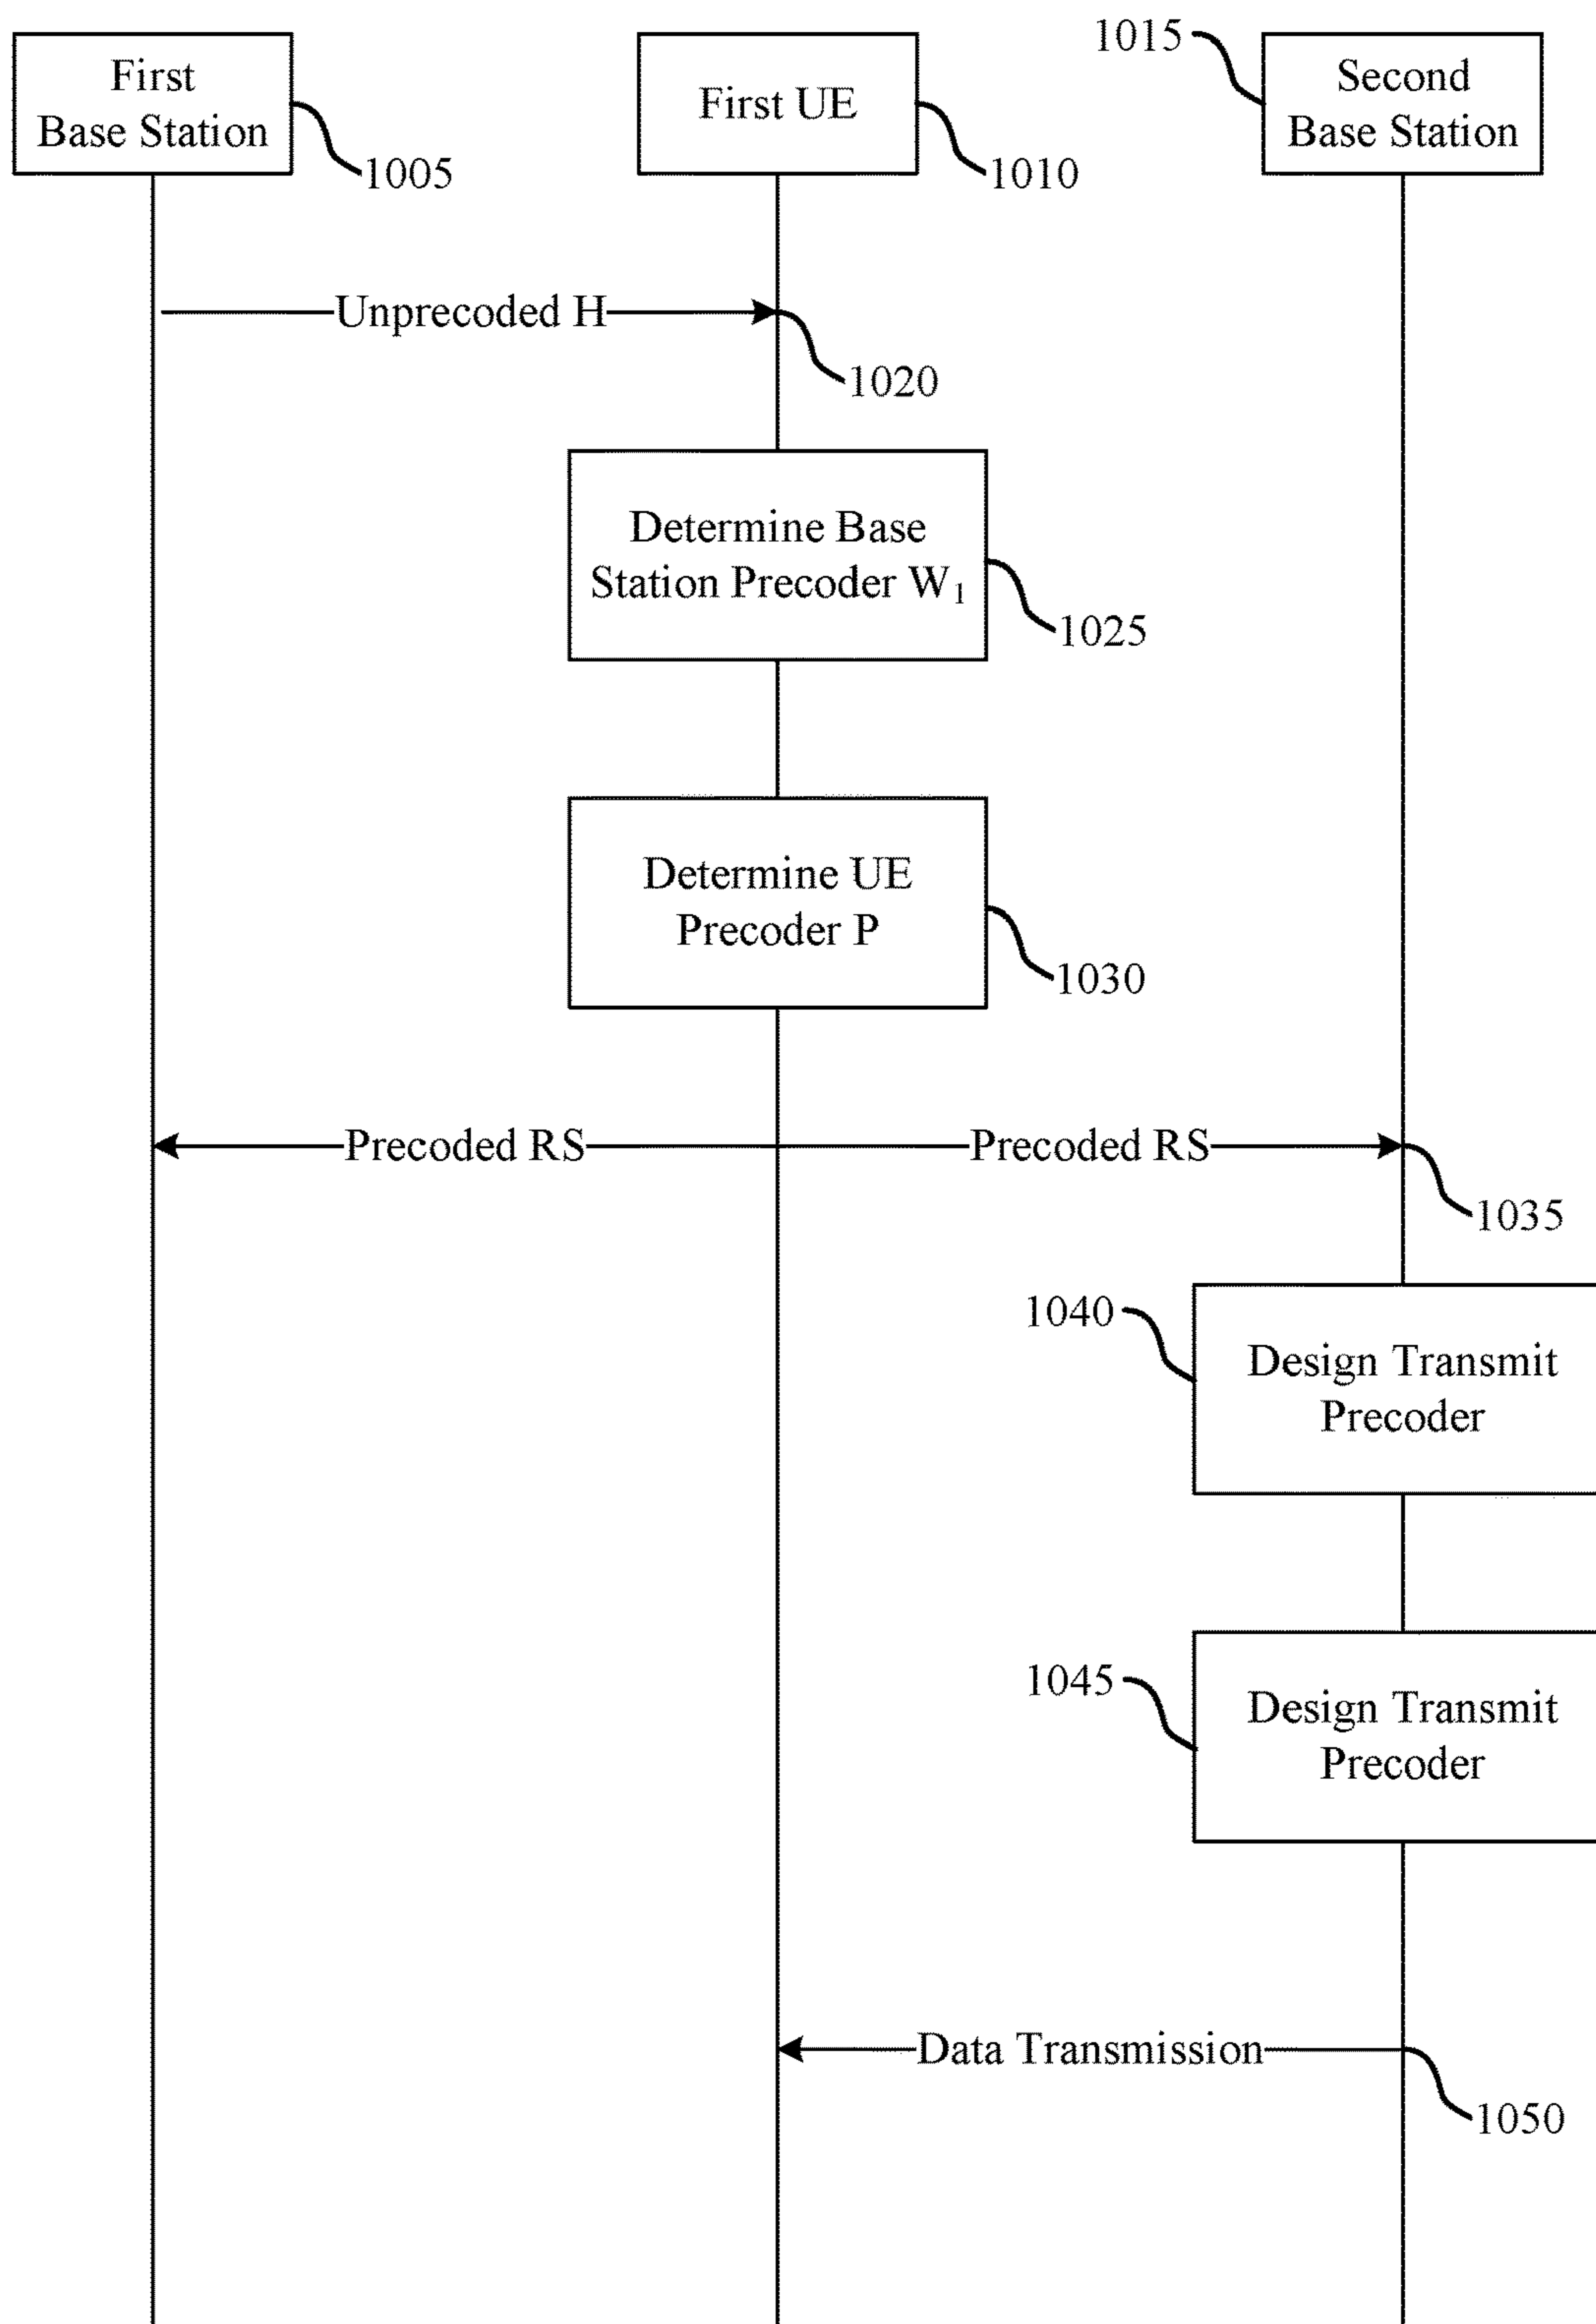 First
Base Station
1005
First UE
1010
1015
Second
Base Station
Unprecoded H
1020
Determine Base
Station Precoder W₁
1025
Determine UE
Precoder P
1030
Precoded RS
Precoded RS
1035
1040
Design Transmit
Precoder
1045
Design Transmit
Precoder
Data Transmission
1050